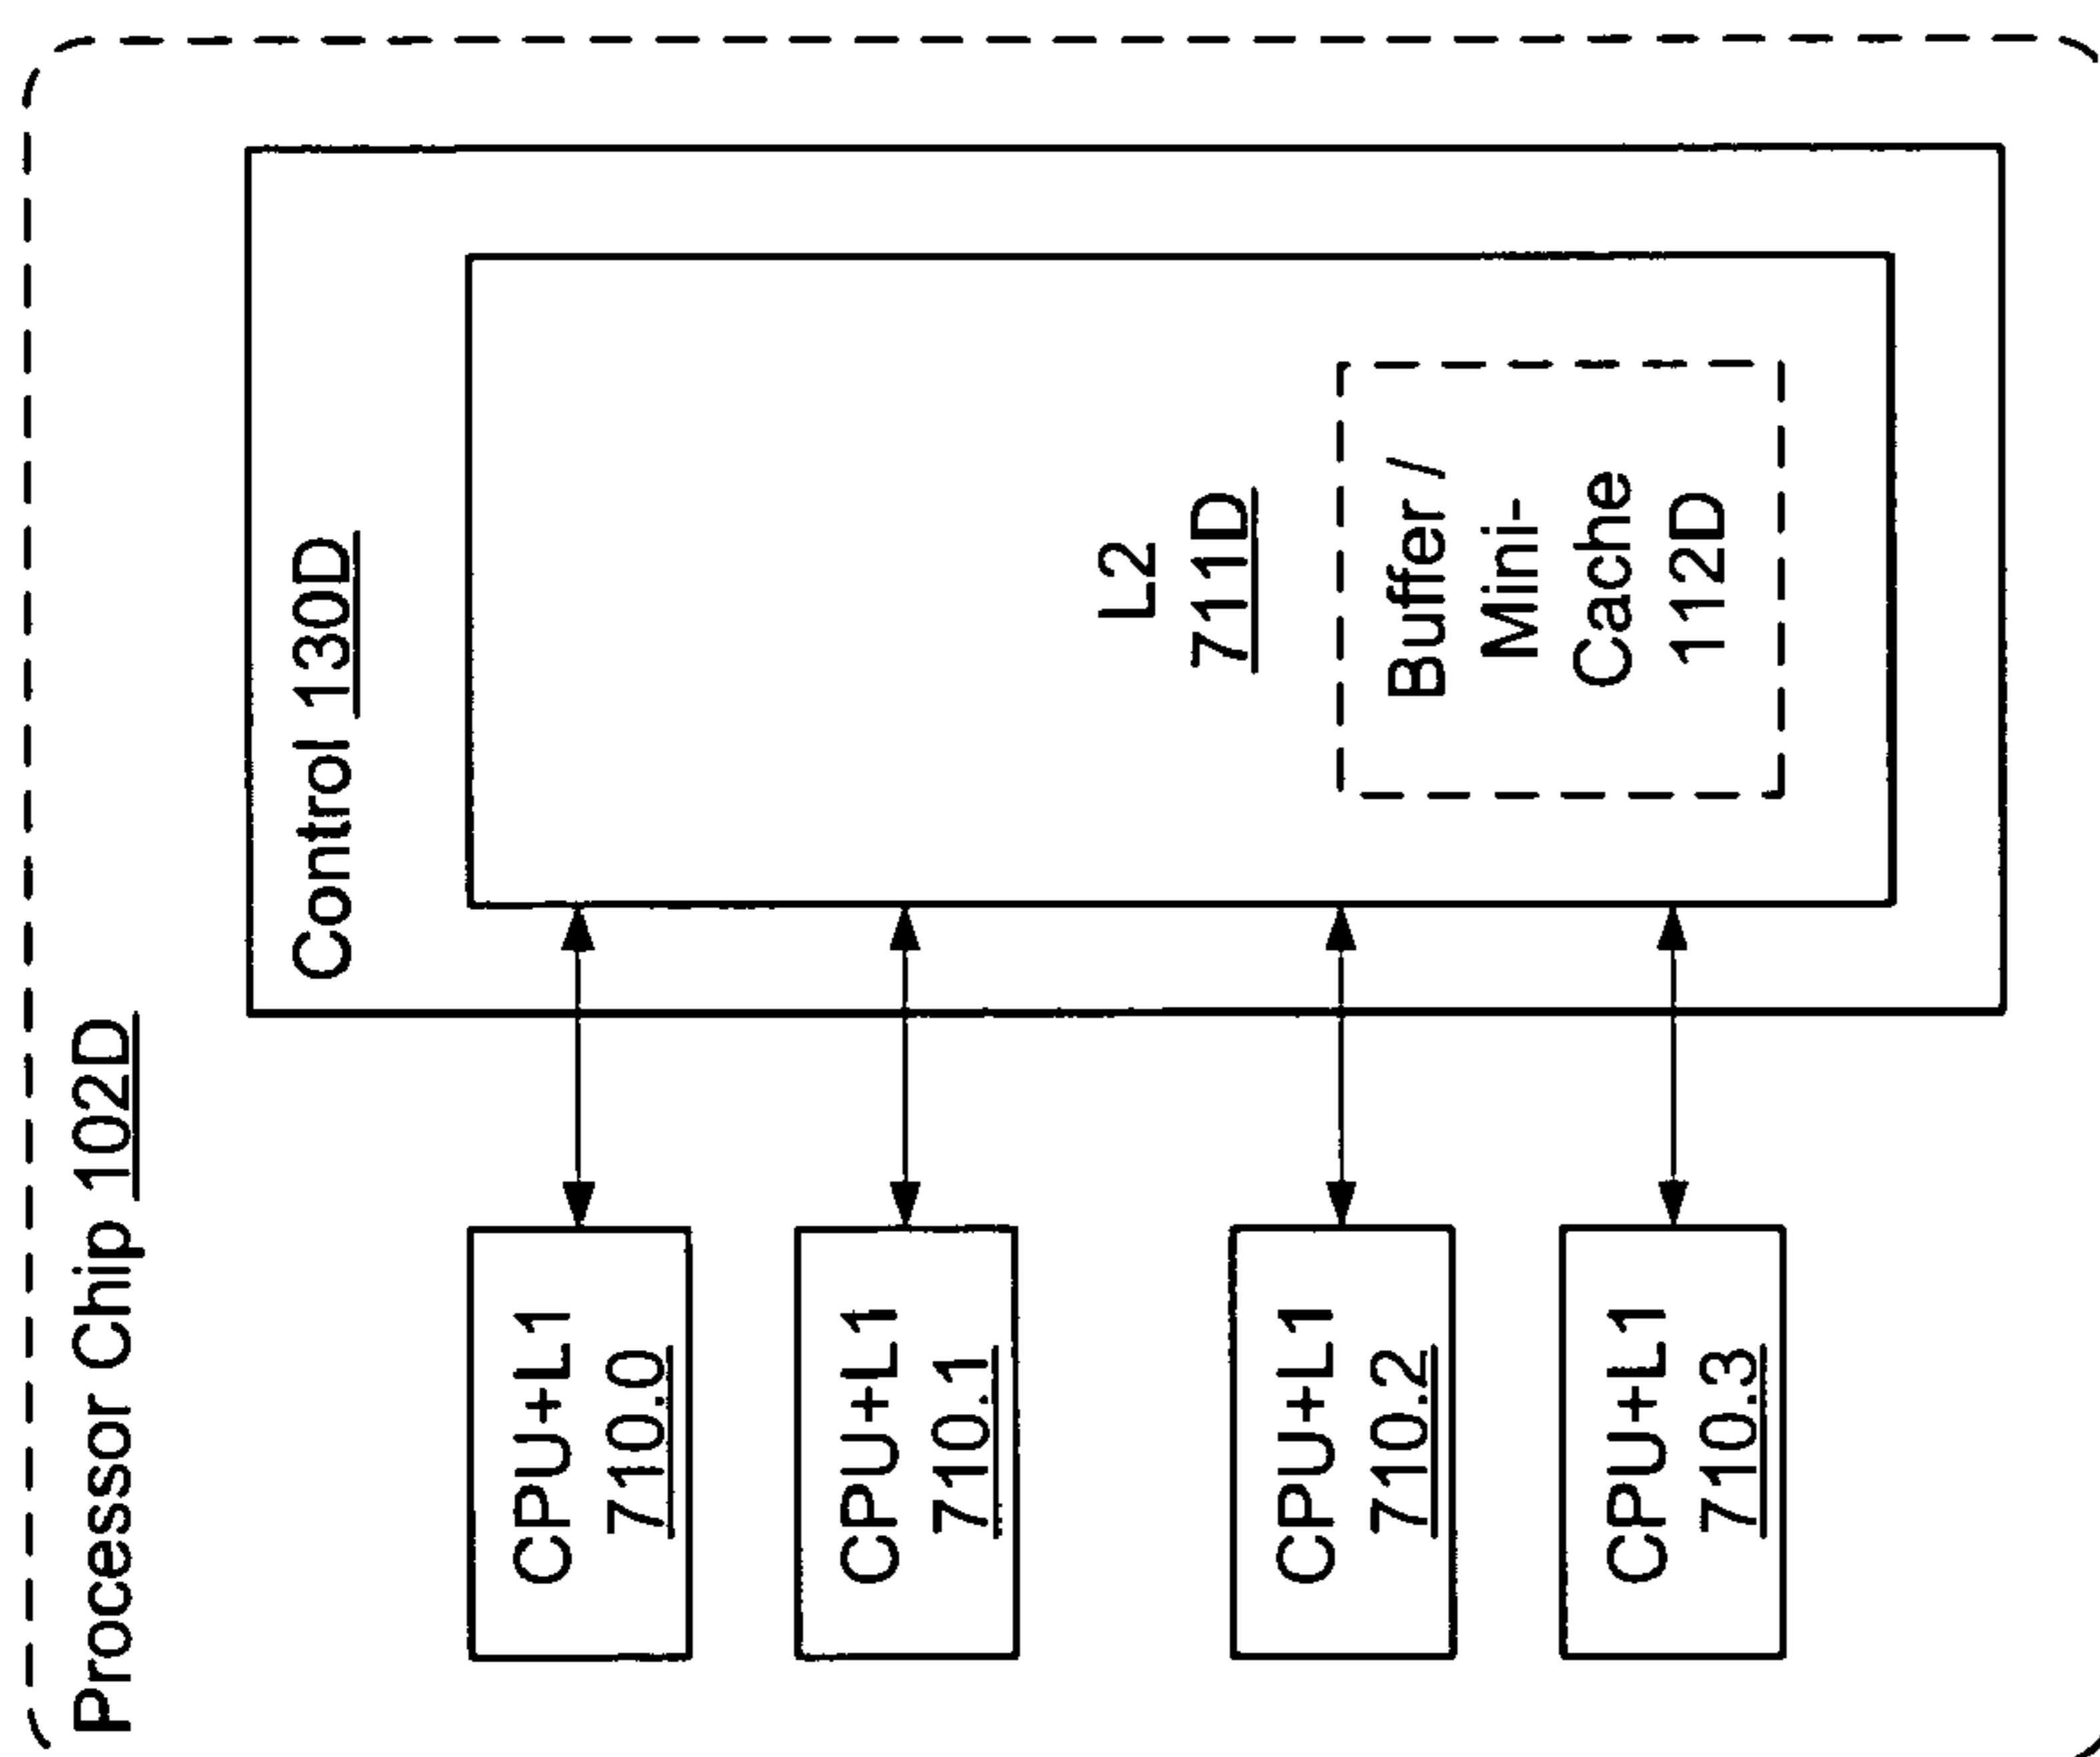 Processor Chip 102D
CPU+L1
710.0
CPU+L1
710.1
CPU+L1
710.2
CPU+L1
710.3
Control 130D
L2
711D
Buffer /
Mini-
Cache
112D